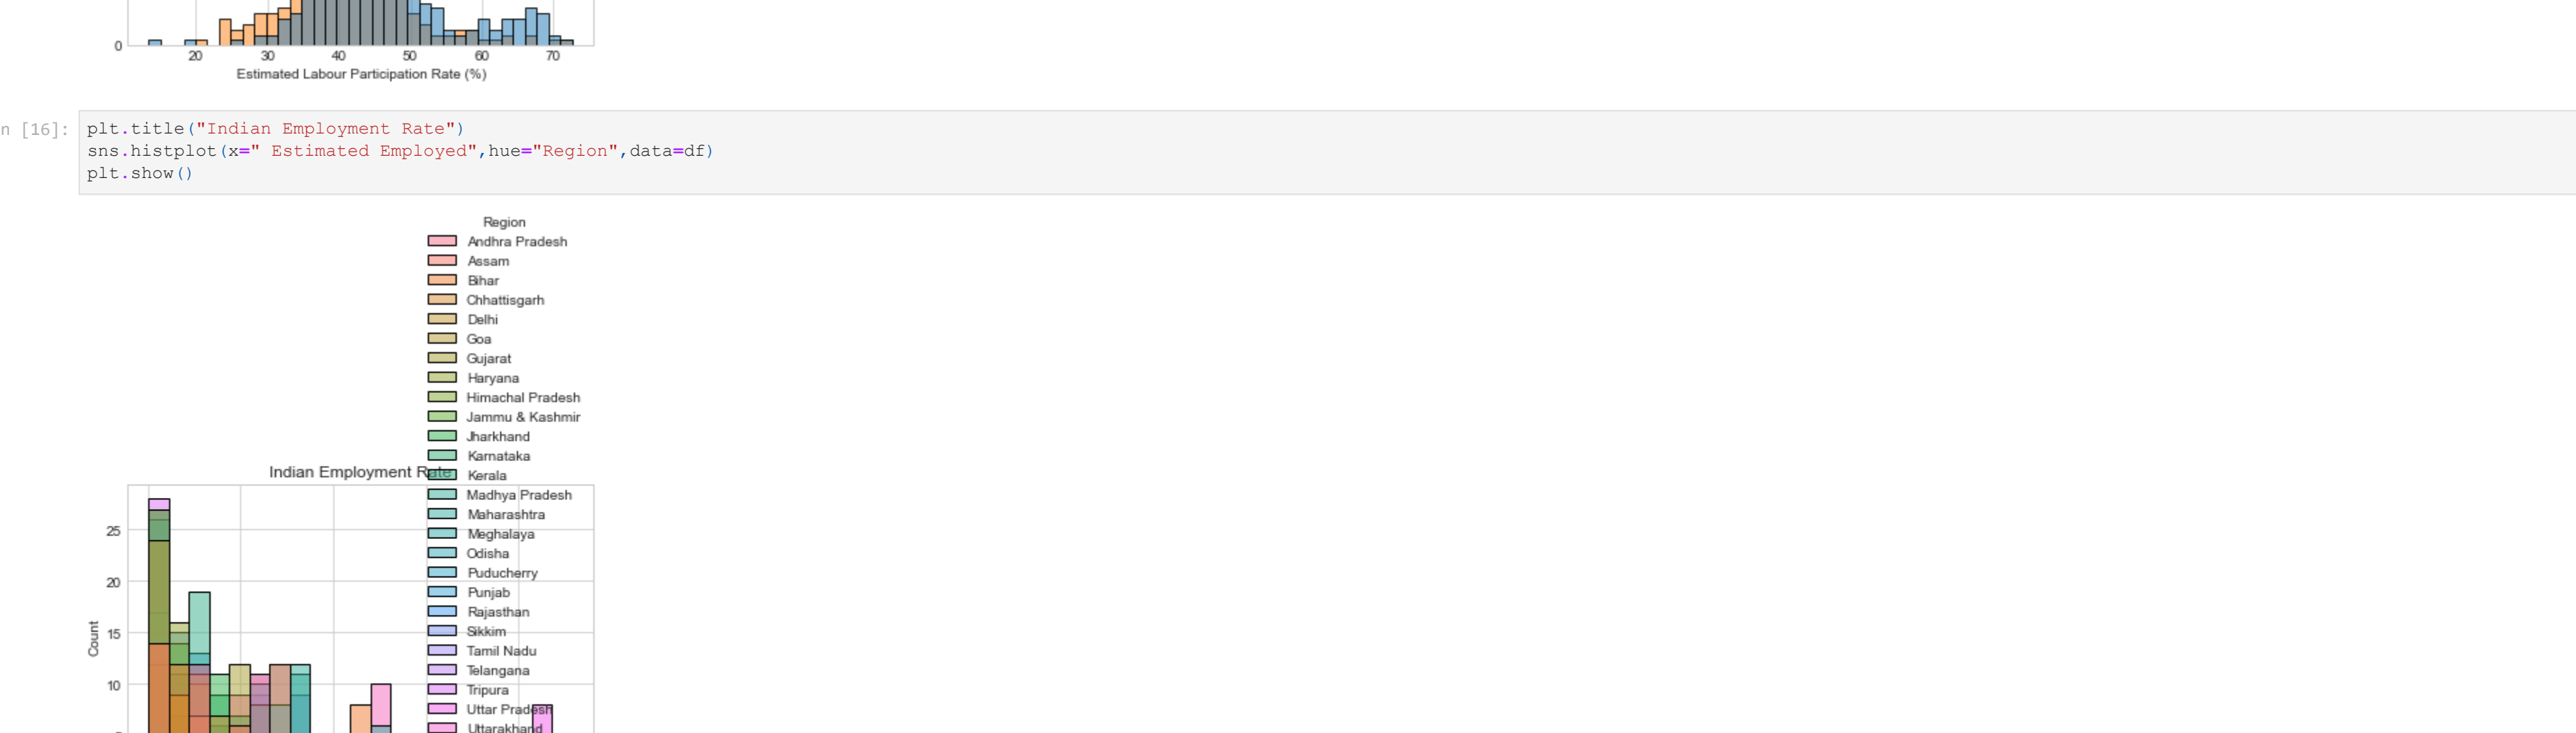 0
20 30 40 50 60 70
Estimated Labour Participation Rate (%)
n [16]:
plt.title("Indian Employment Rate")
sns.histplot(x=" Estimated Employed",hue="Region",data=df)
plt.show()
Region
Andhra Pradesh
Assam
Bihar
Chhattisgarh
Delhi
Goa
Gujarat
Haryana
Himachal Pradesh
Jammu & Kashmir
Jharkhand
Karnataka
Indian Employment Rate
Kerala
Madhya Pradesh
Maharashtra
Meghalaya
Odisha
Puducherry
Punjab
Rajasthan
Sikkim
Tamil Nadu
Telangana
Tripura
Uttar Pradesh
Uttarakhand
25
20
15
10
Count